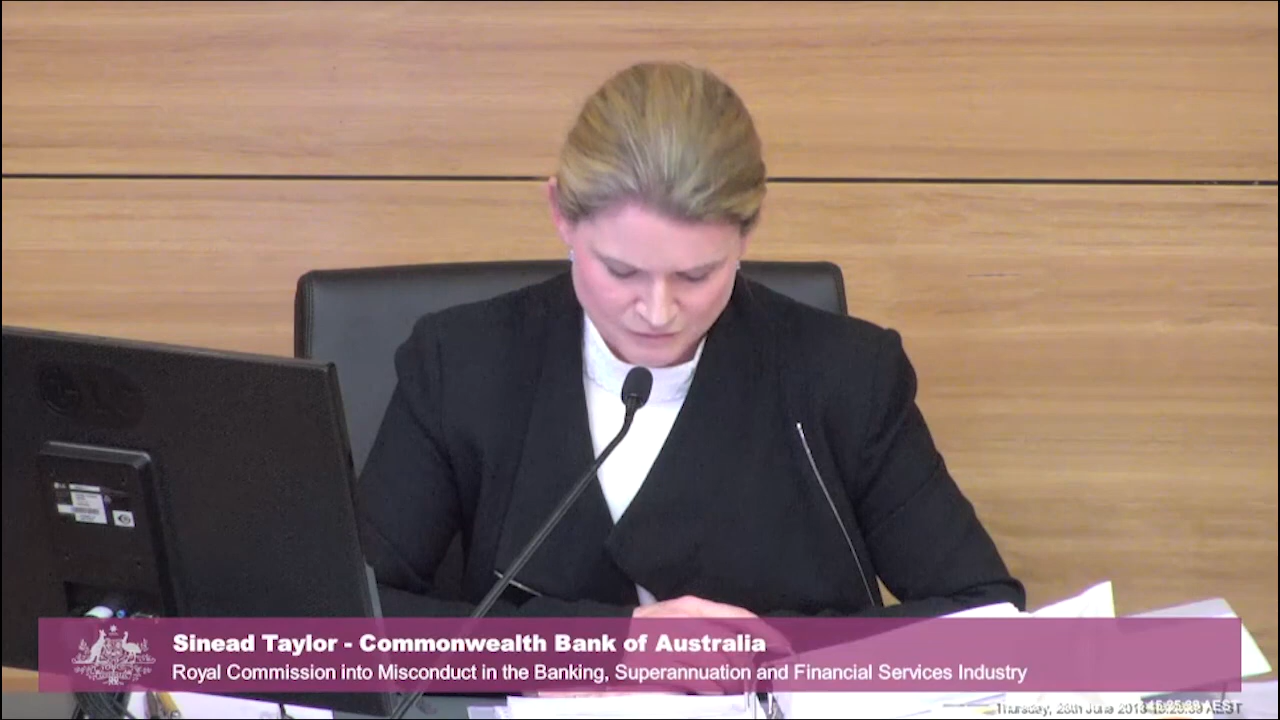 LG
Sinead Taylor - Commonwealth Bank of Australia
Royal Commission into Misconduct in the Banking, Superannuation and Financial Services Industry
Thursday, 28th June 2018 AEST